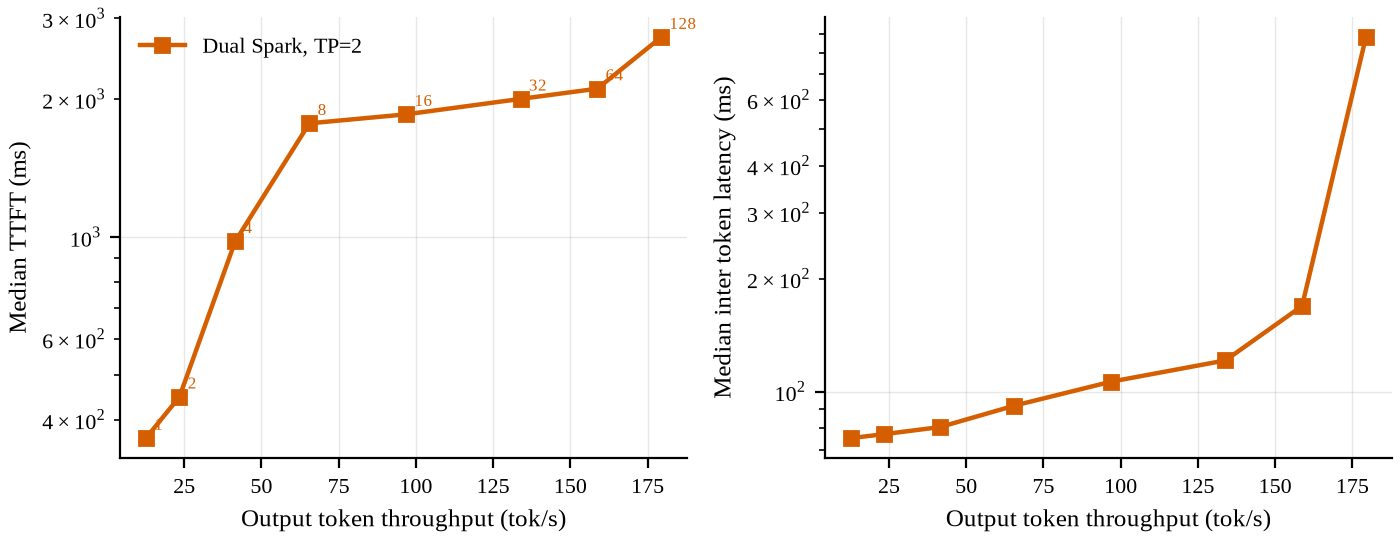 Dual Spark, TP=2
3 × 10³
2 × 10³
10³
6 × 10²
4 × 10²
Median TTFT (ms)
1
2
4
8
16
32
64
128
25 50 75 100 125 150 175
Output token throughput (tok/s)
6 × 10²
4 × 10²
3 × 10²
2 × 10²
10²
Median inter token latency (ms)
25 50 75 100 125 150 175
Output token throughput (tok/s)